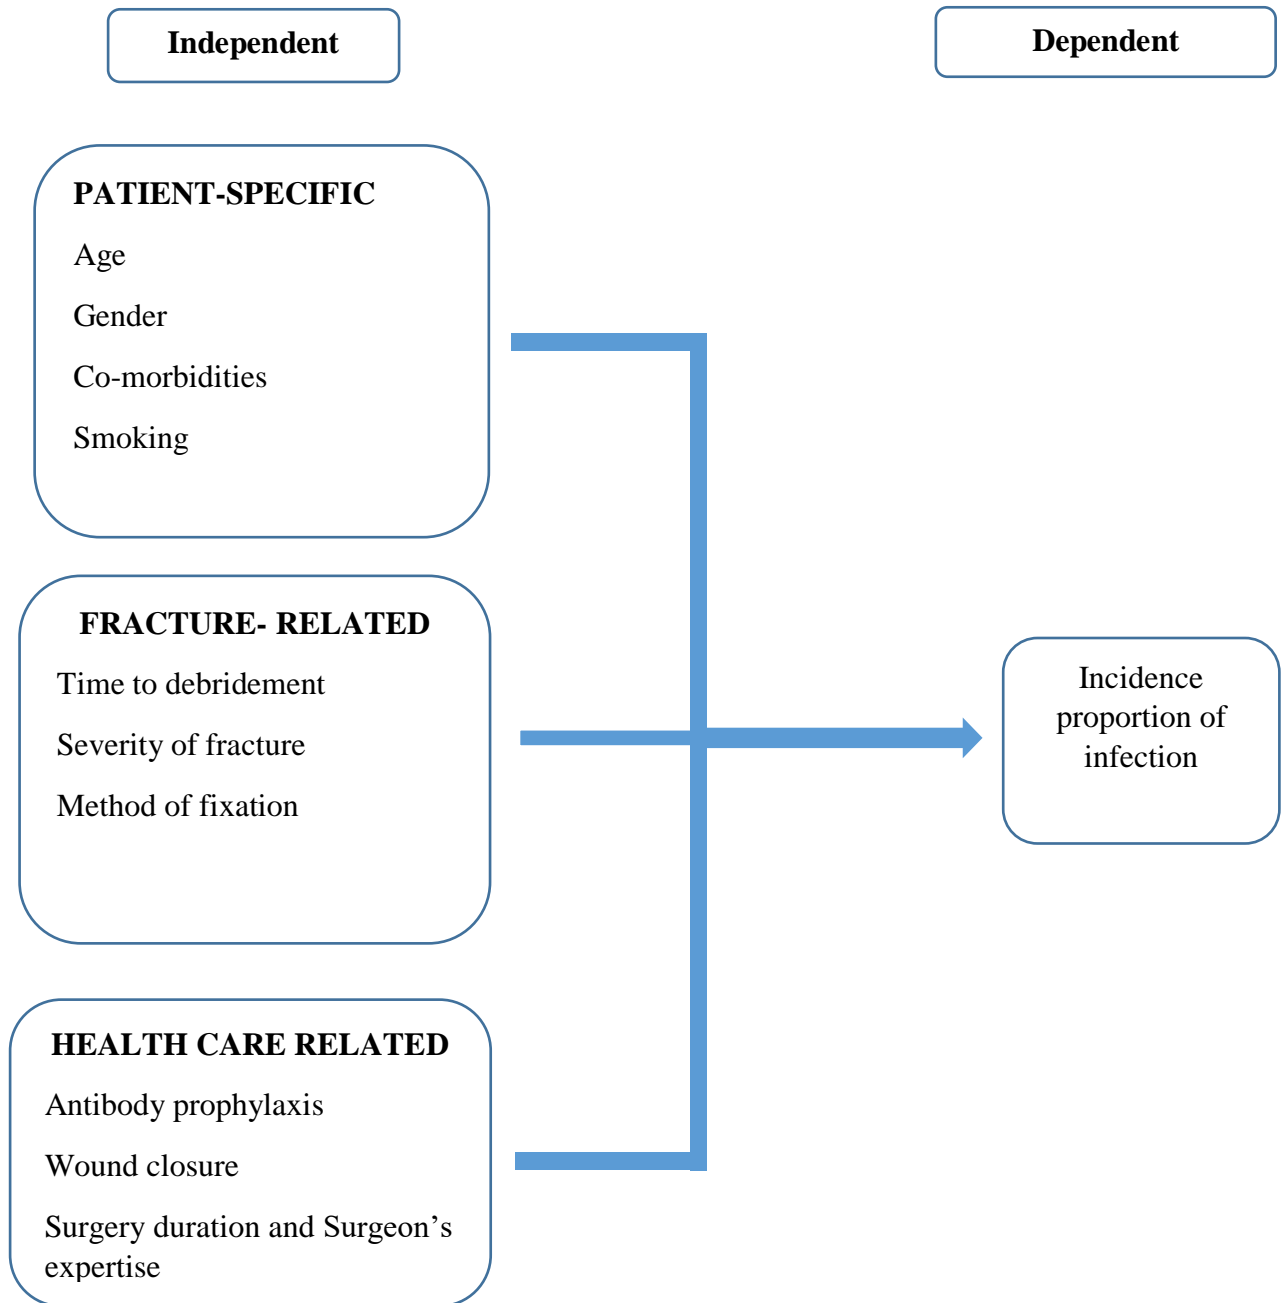 Independent
Dependent
PATIENT-SPECIFIC
Age
Gender
Co-morbidities
Smoking
FRACTURE- RELATED
Time to debridement
Severity of fracture
Method of fixation
Incidence
proportion of
infection
HEALTH CARE RELATED
Antibody prophylaxis
Wound closure
Surgery duration and Surgeon’s
expertise